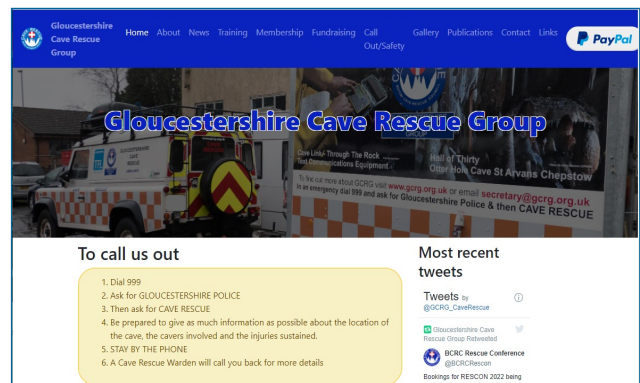 Gloucestershire
Cave Rescue
Group
Home About News Training Membership Fundraising Call
Out/Safety
Gallery Publications Contact Links
PayPal
Gloucestershire Cave Rescue Group
GLOUCESTERSHIRE
CAVE
RESCUE
Cave Link - Through The Rock
Text Communications Equipment
Hall of Thirty
Otter Hole Cave St Arvans Chepstow
To find out more about GCRG visit www.gcrg.org.uk or email secretary@gcrg.org.uk
In an emergency dial 999 and ask for Gloucestershire Police & then CAVE RESCUE
To call us out
1. Dial 999
2. Ask for GLOUCESTERSHIRE POLICE
3. Then ask for CAVE RESCUE
4. Be prepared to give as much information as possible about the location of
the cave, the cavers involved and the injuries sustained.
5. STAY BY THE PHONE
6. A Cave Rescue Warden will call you back for more details
Most recent
tweets
Tweets by
@GCRG_CaveRescue
Gloucestershire Cave
Rescue Group Retweeted
BCRC Rescue Conference
@BCRCRescon
Bookings for RESCON 2022 being